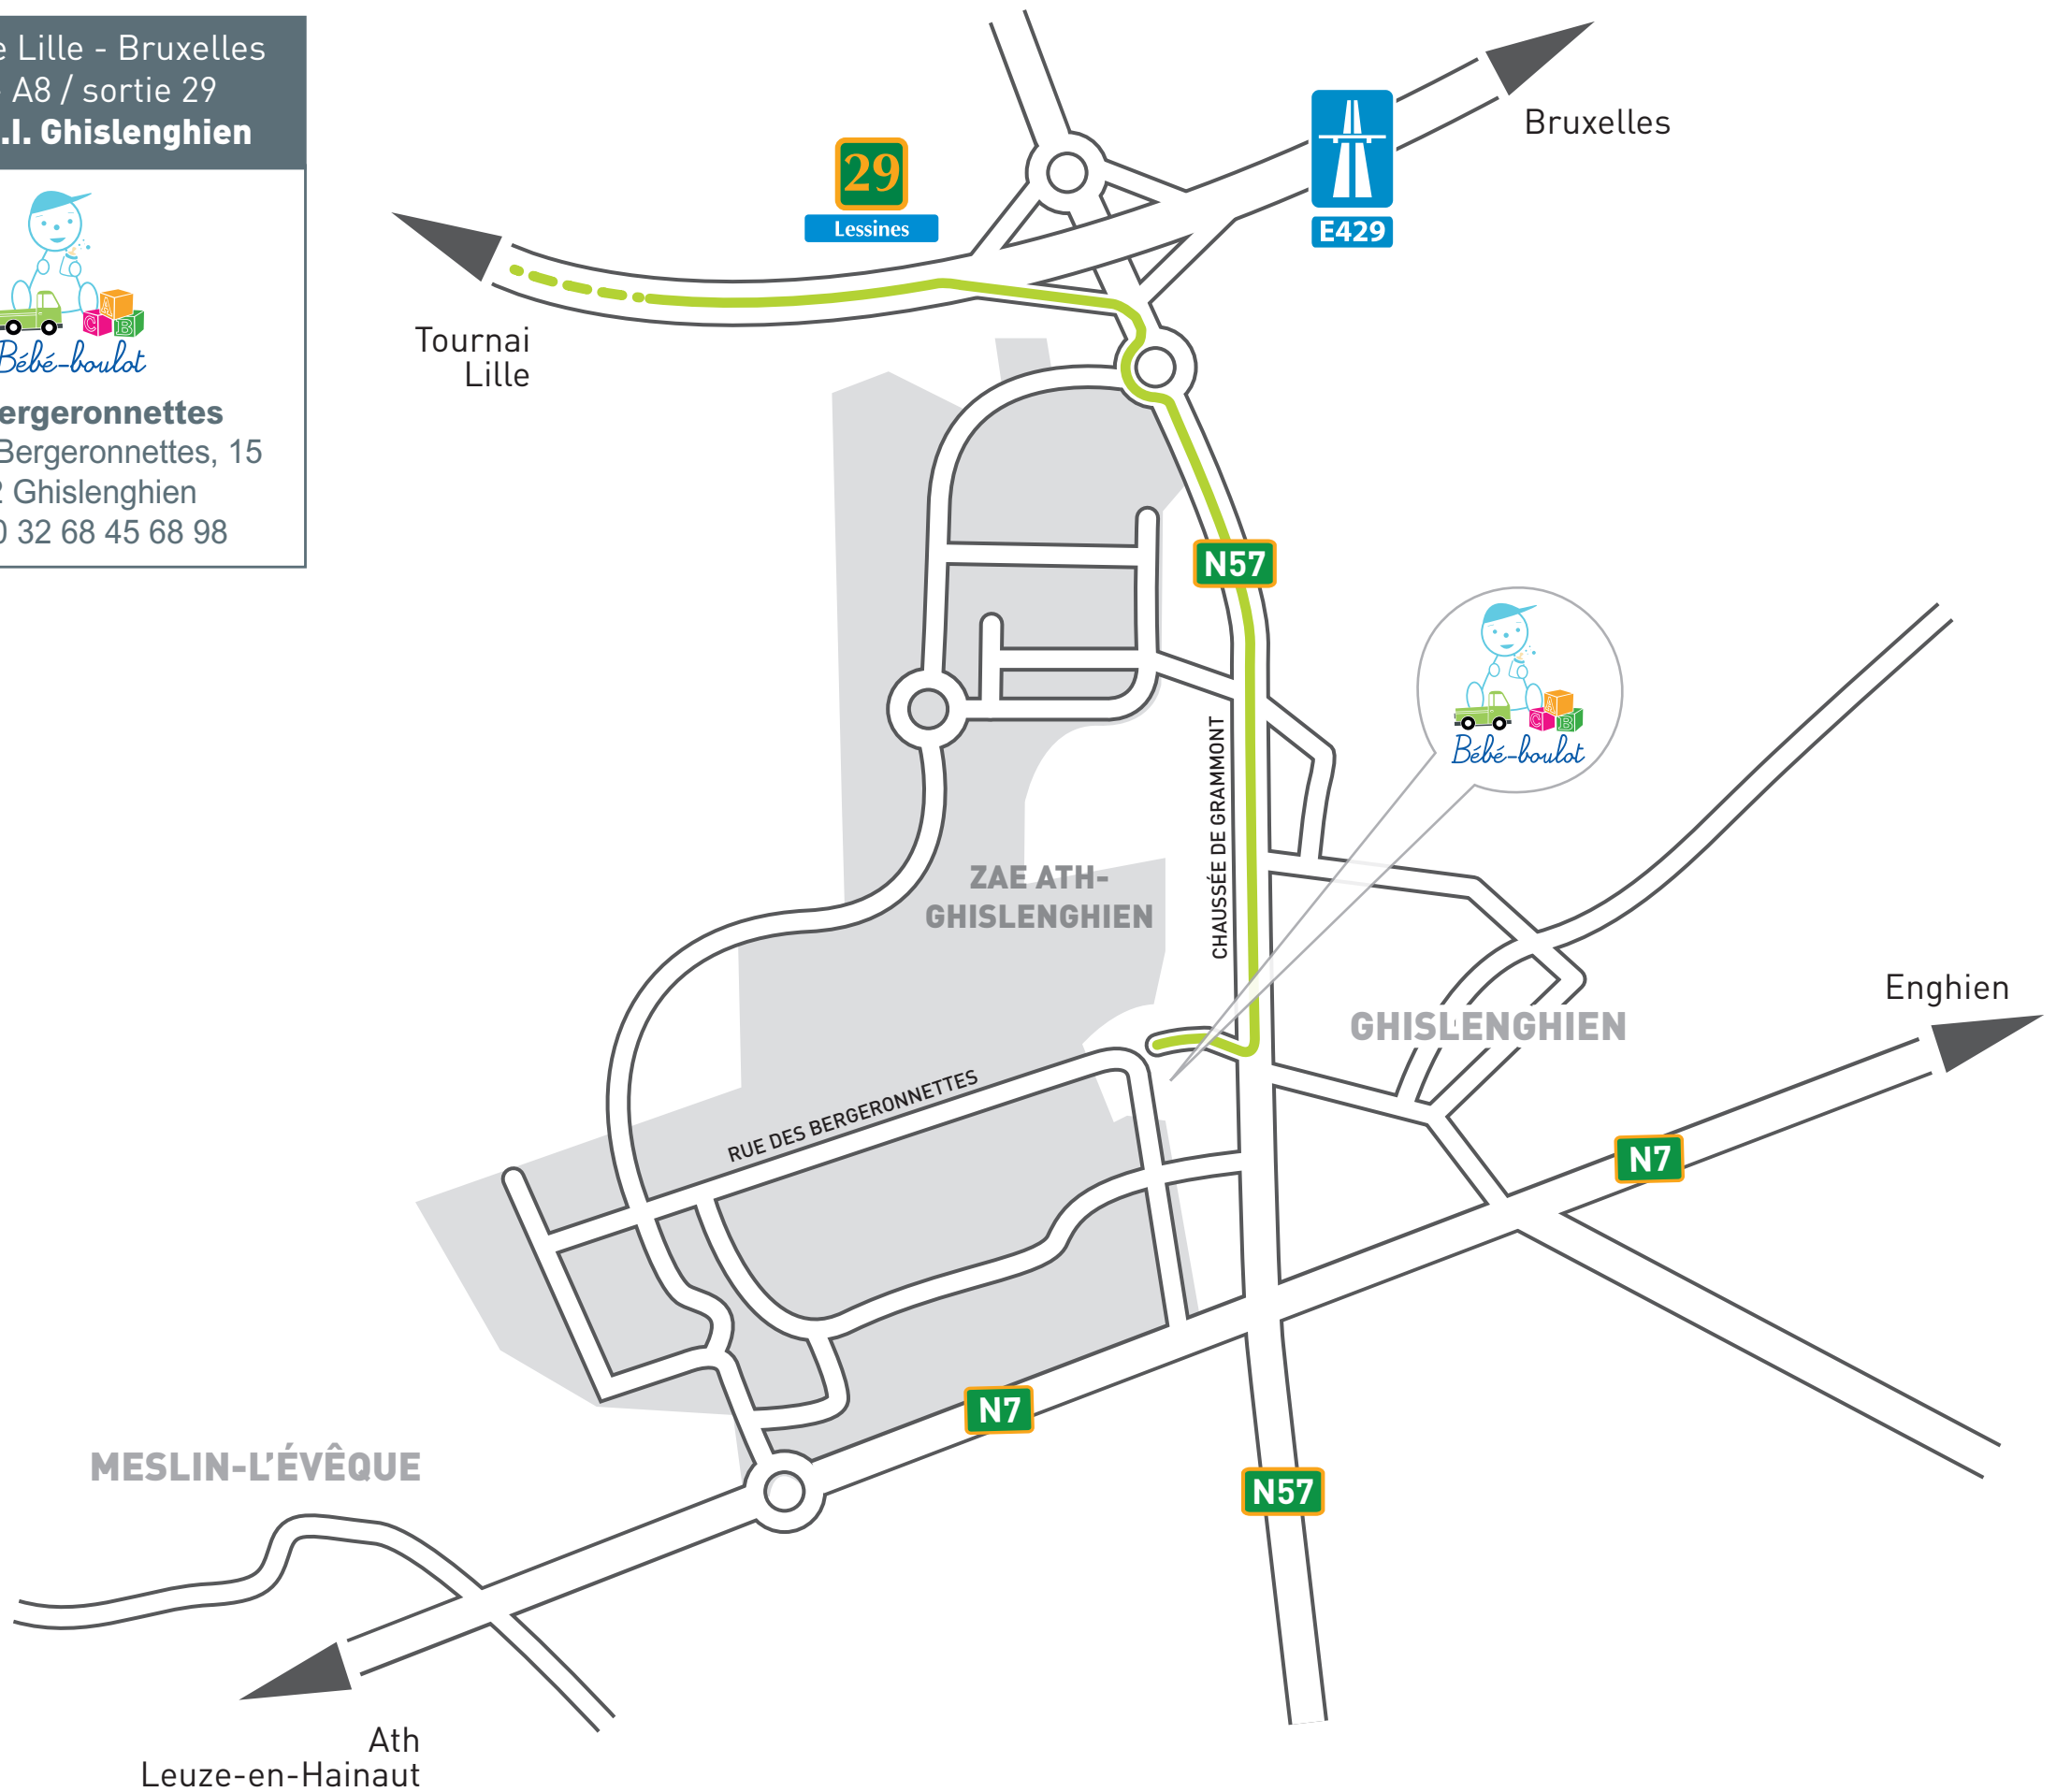 e Lille - Bruxelles
A8 / sortie 29
.I. Ghislenghien
Bébé-boulot
ergeronnettes
Bergeronnettes, 15
Ghislenghien
0 32 68 45 68 98
Bruxelles
29
Lessines
E429
Tournai
Lille
N57
A
C B
Bébé-boulot
CHAUSSÉE DE GRAMMONT
ZAE ATH-
GHISLENGHIEN
Enghien
GHISLENGHIEN
RUE DES BERGERONNETTES
N7
N7
MESLIN-L'ÉVÊQUE
N57
Ath
Leuze-en-Hainaut